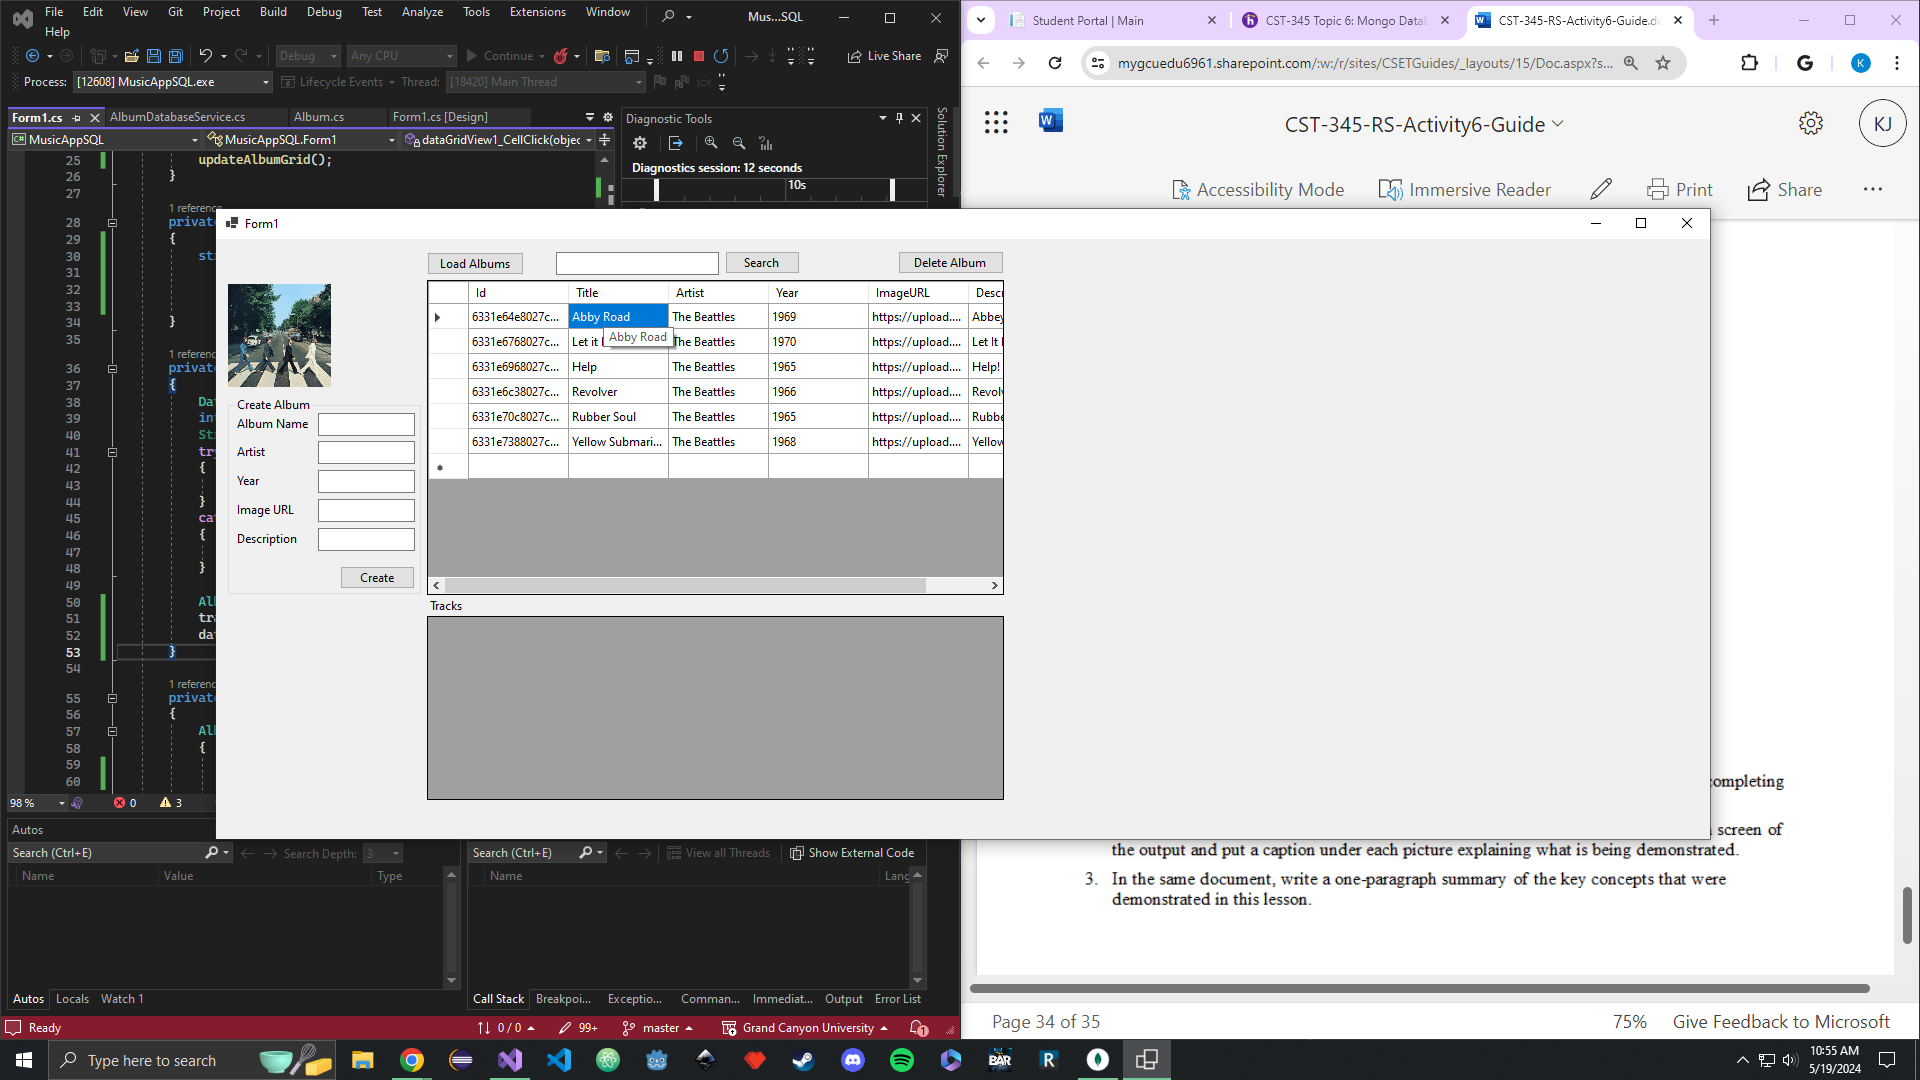 File Edit View Git Project Build Debug Test Analyze Tools Extensions Window Mus...SQL
Help
Debug Any CPU Continue Live Share
Process: [12608] MusicAppSQL.exe Lifecycle Events Thread: [18420] Main Thread
Form1.cs AlbumDatabaseService.cs Album.cs Form1.cs [Design]
MusicAppSQL MusicAppSQL.Form1 dataGridView1_CellClick(objec
25 updateAlbumGrid();
26 }
27
1 reference
28 private
29 {
30 st
31
32
33
34 }
35
1 referenc
36 privat
37 {
38 Da
39 int
40 St
41 try
42 {
43
44 }
45 cat
46 {
47
48 }
49
50 Al
51 tra
52 da
53 }
54
1 referenc
55 privat
56 {
57 Al
58 {
59
60
98 % 0 3
Diagnostic Tools
Diagnostics session: 12 seconds
10s
Solution Explorer
Form1
Load Albums Search Delete Album
Id Title Artist Year ImageURL Descr
6331e64e8027c... Abby Road The Beattles 1969 https://upload.... Abbey
Abby Road
6331e6768027c... Let it The Beattles 1970 https://upload.... Let It
6331e6968027c... Help The Beattles 1965 https://upload.... Help!
6331e6c38027c... Revolver The Beattles 1966 https://upload.... Revol
6331e70c8027c... Rubber Soul The Beattles 1965 https://upload.... Rubbe
6331e7388027c... Yellow Submari... The Beattles 1968 https://upload.... Yellow
Create Album
Album Name
Artist
Year
Image URL
Description
Create
Tracks
Autos
Search (Ctrl+E) Search Depth: 3
Name Value Type
Autos Locals Watch 1
Search (Ctrl+E) View all Threads Show External Code
Name Lang
Call Stack Breakpoi... Exceptio... Comman... Immediat... Output Error List
Ready 0 / 0 99+ master Grand Canyon University 1
Student Portal | Main CST-345 Topic 6: Mongo Datab CST-345-RS-Activity6-Guide.do
mygcuedu6961.sharepoint.com/:w:/r/sites/CSETGuides/_layouts/15/Doc.aspx?s...
K
CST-345-RS-Activity6-Guide
KJ
Accessibility Mode Immersive Reader Print Share
completing
screen of
the output and put a caption under each picture explaining what is being demonstrated.
3. In the same document, write a one-paragraph summary of the key concepts that were
demonstrated in this lesson.
Page 34 of 35 75% Give Feedback to Microsoft
Type here to search
BAR
R
10:55 AM
5/19/2024